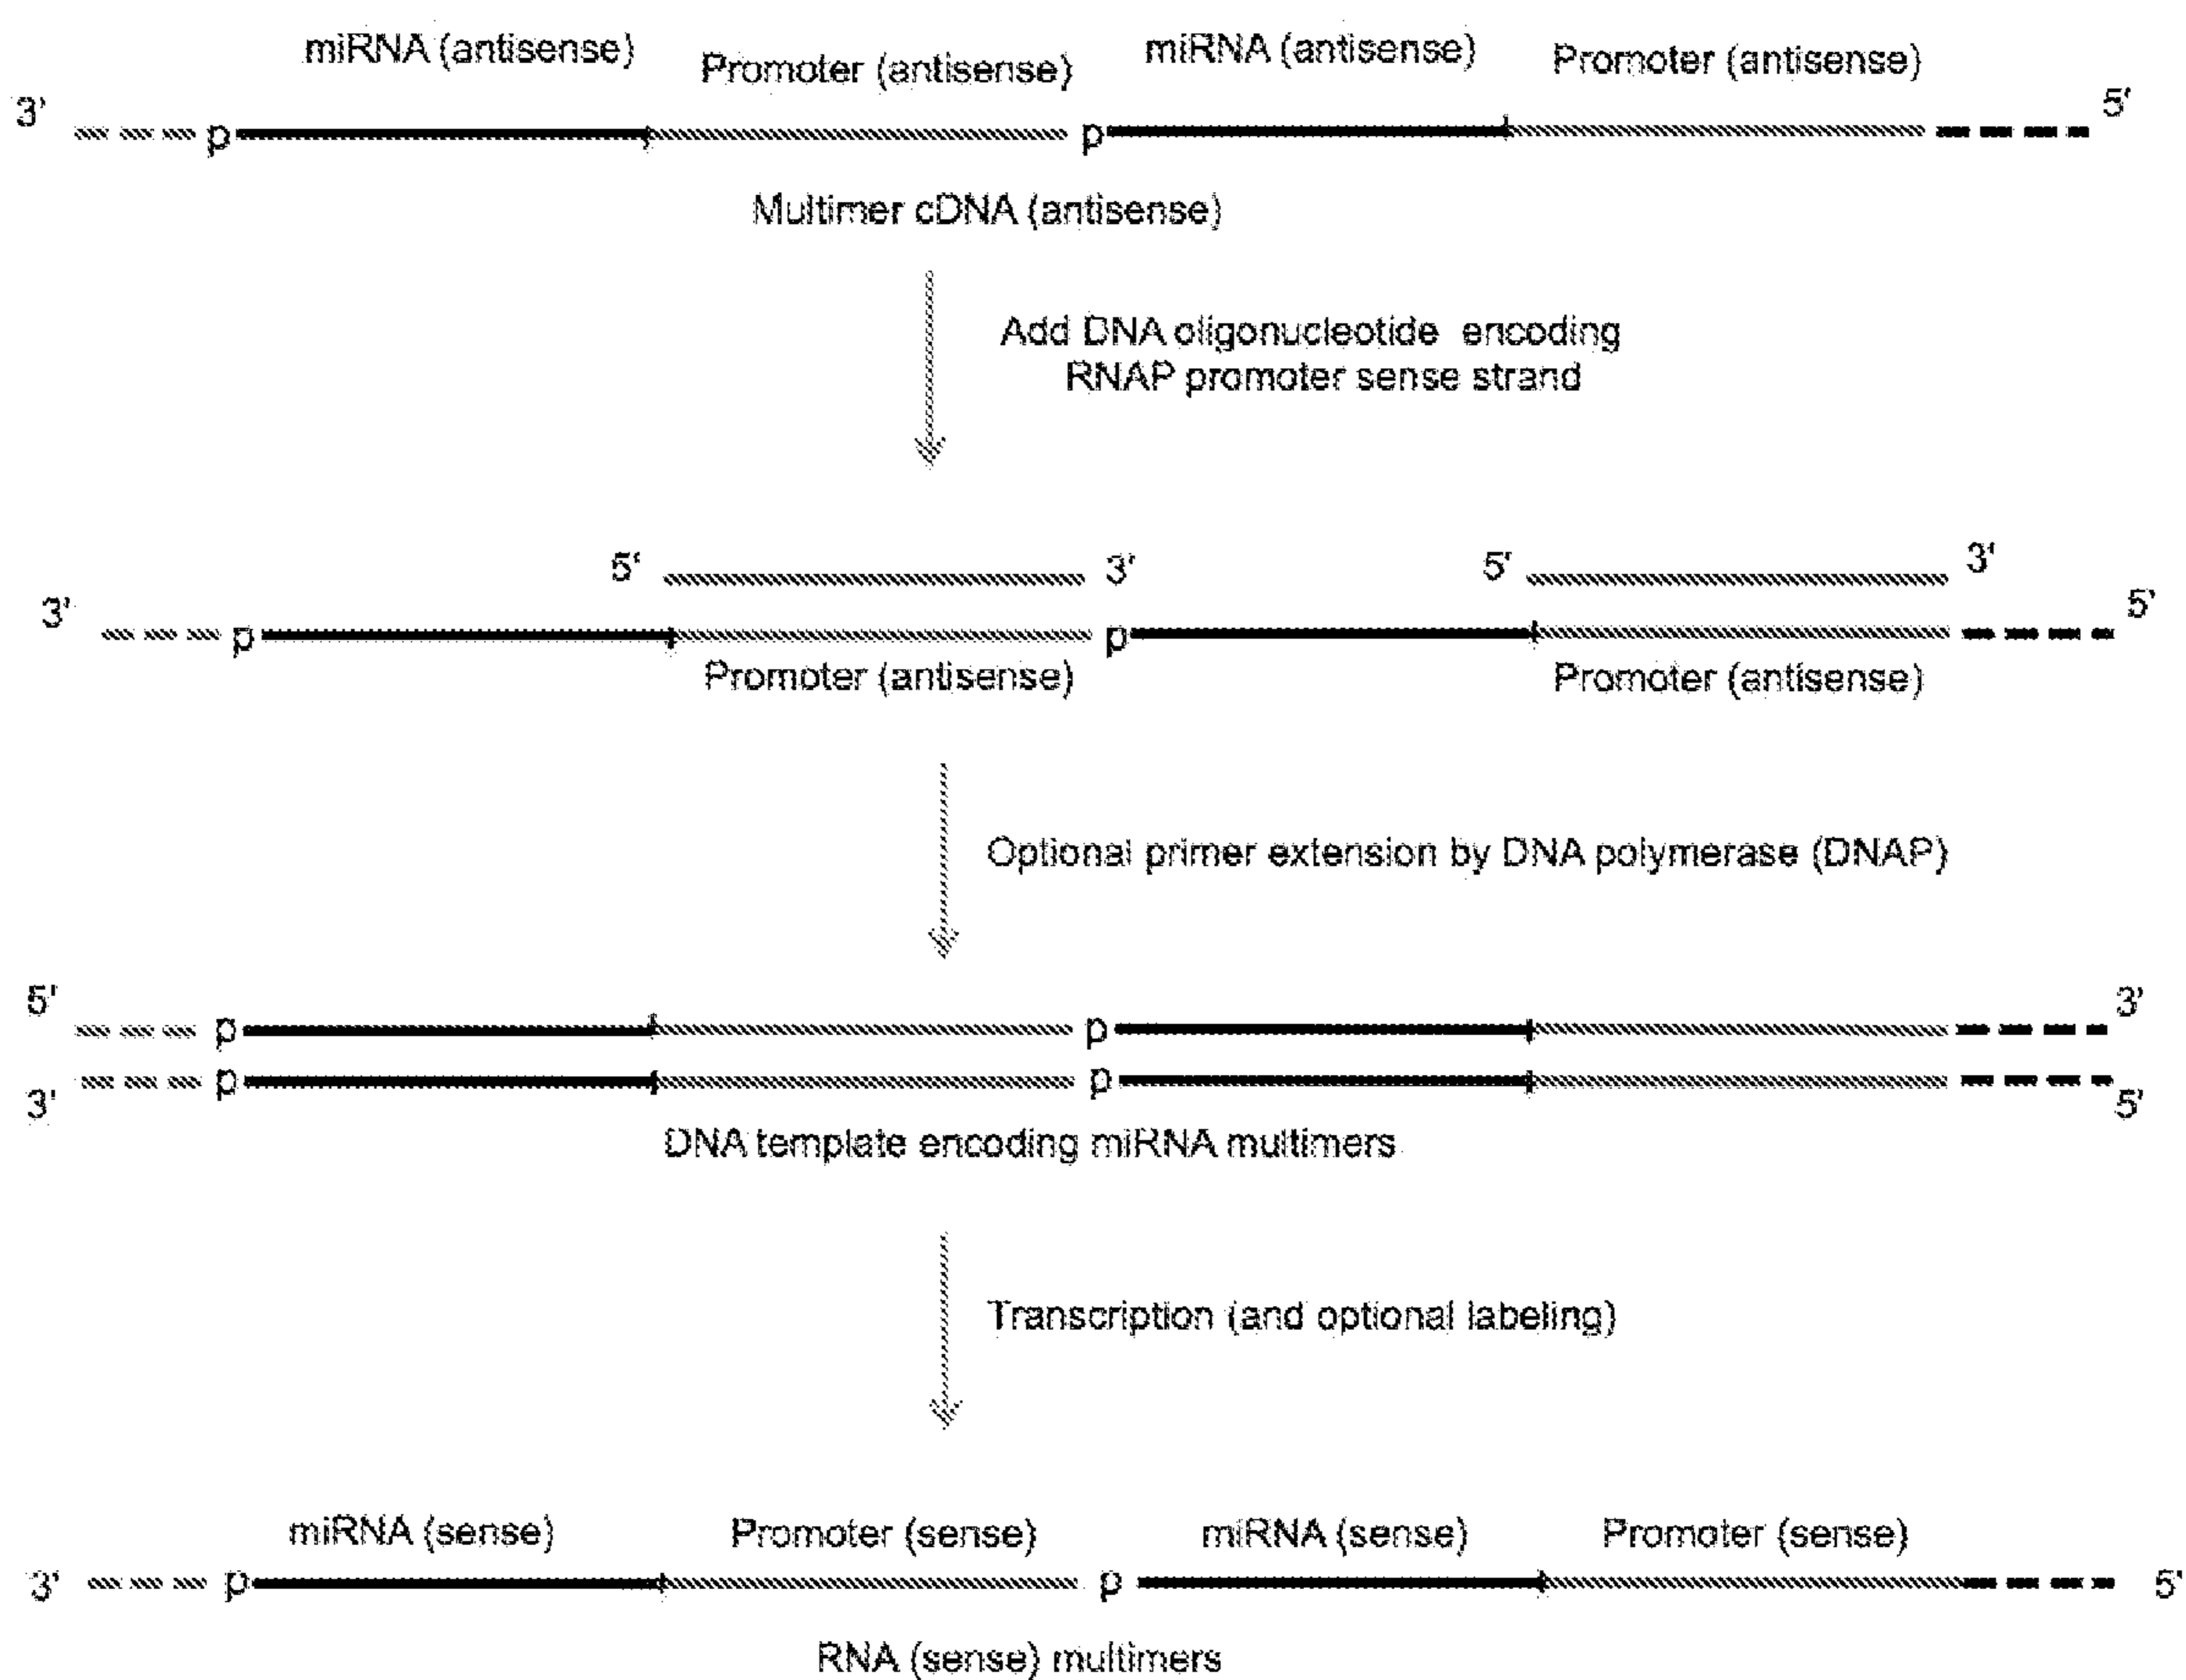 miRNA (antisense) Promoter (antisense) miRNA (antisense) Promoter (antisense)
3' p p 5'
Multimer cDNA (antisense)
Add DNA oligonucleotide encoding
RNAP promoter sense strand
5' 3' 5' 3'
3' p p 5'
Promoter (antisense) Promoter (antisense)
Optional primer extension by DNA polymerase (DNAP)
5' p p 3'
3' p p 5'
DNA template encoding miRNA multimers
Transcription (and optional labeling)
miRNA (sense) Promoter (sense) miRNA (sense) Promoter (sense)
3' p p 5'
RNA (sense) multimers